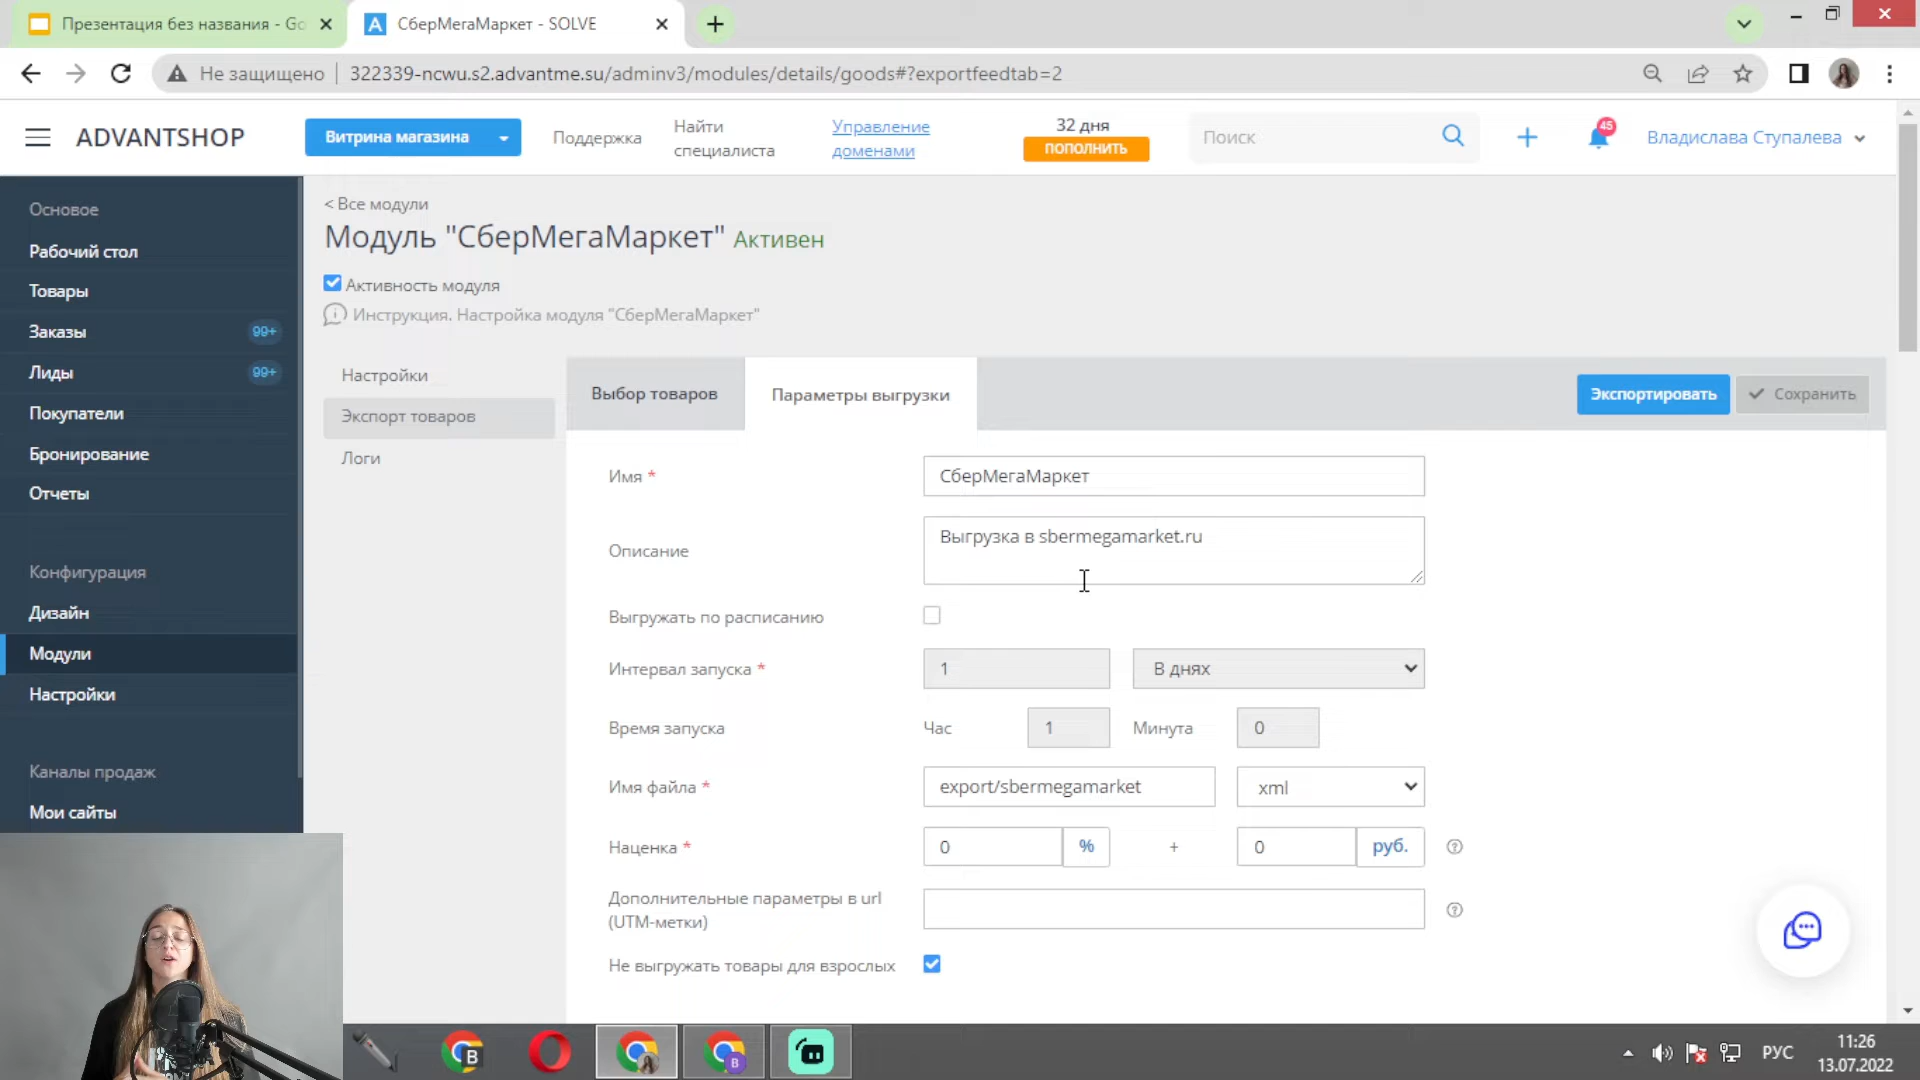 Презентация без названия - Go
СберМегаМаркет - SOLVE
Не защищено
322339-ncwu.s2.advantme.su/adminv3/modules/details/goods#?exportfeedtab=2
ADVANTSHOP
Витрина магазина
Поддержка
Найти
специалиста
Управление
доменами
32 дня
ПОПОЛНИТЬ
Поиск
45
Владислава Ступалева
Основое
Рабочий стол
Товары
Заказы 99+
Лиды 99+
Покупатели
Бронирование
Отчеты
Конфигурация
Дизайн
Модули
Настройки
Каналы продаж
Мои сайты
< Все модули
Модуль "СберМегаМаркет" Активен
Активность модуля
Инструкция. Настройка модуля "СберМегаМаркет"
Настройки
Экспорт товаров
Логи
Выбор товаров
Параметры выгрузки
Экспортировать
Сохранить
Имя *
СберМегаМаркет
Описание
Выгрузка в sbermegamarket.ru
Выгружать по расписанию
Интервал запуска *
1
В днях
Время запуска
Час
1
Минута
0
Имя файла *
export/sbermegamarket
xml
Наценка *
0
%
+
0
руб.
Дополнительные параметры в url
(UTM-метки)
Не выгружать товары для взрослых
B
B
РУС
11:26
13.07.2022